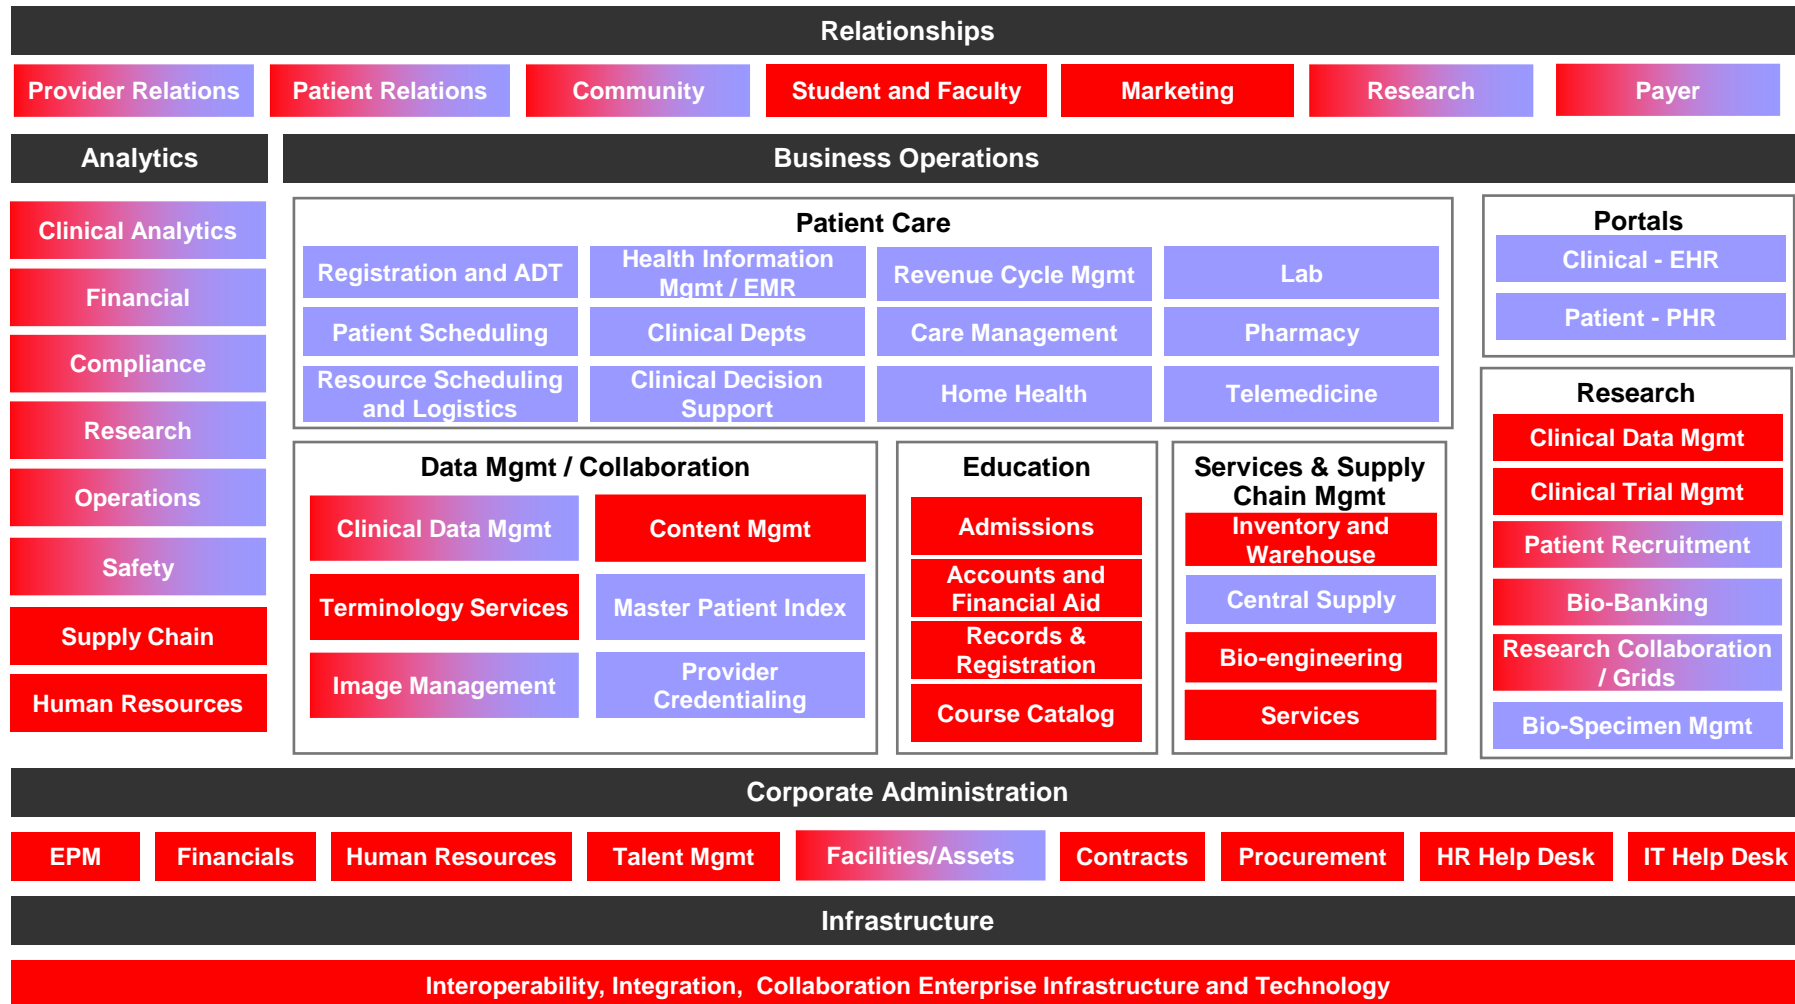 Relationships
Provider Relations
Patient Relations
Community
Student and Faculty
Marketing
Research
Payer
Analytics
Clinical Analytics
Financial
Compliance
Research
Operations
Safety
Supply Chain
Human Resources
Business Operations
Patient Care
Registration and ADT
Health Information
Mgmt / EMR
Revenue Cycle Mgmt
Lab
Patient Scheduling
Clinical Depts
Care Management
Pharmacy
Resource Scheduling
and Logistics
Clinical Decision
Support
Home Health
Telemedicine
Portals
Clinical - EHR
Patient - PHR
Data Mgmt / Collaboration
Clinical Data Mgmt
Content Mgmt
Terminology Services
Master Patient Index
Image Management
Provider
Credentialing
Education
Admissions
Accounts and
Financial Aid
Records &
Registration
Course Catalog
Services & Supply
Chain Mgmt
Inventory and
Warehouse
Central Supply
Bio-engineering
Services
Research
Clinical Data Mgmt
Clinical Trial Mgmt
Patient Recruitment
Bio-Banking
Research Collaboration
/ Grids
Bio-Specimen Mgmt
Corporate Administration
EPM
Financials
Human Resources
Talent Mgmt
Facilities/Assets
Contracts
Procurement
HR Help Desk
IT Help Desk
Infrastructure
Interoperability, Integration, Collaboration Enterprise Infrastructure and Technology